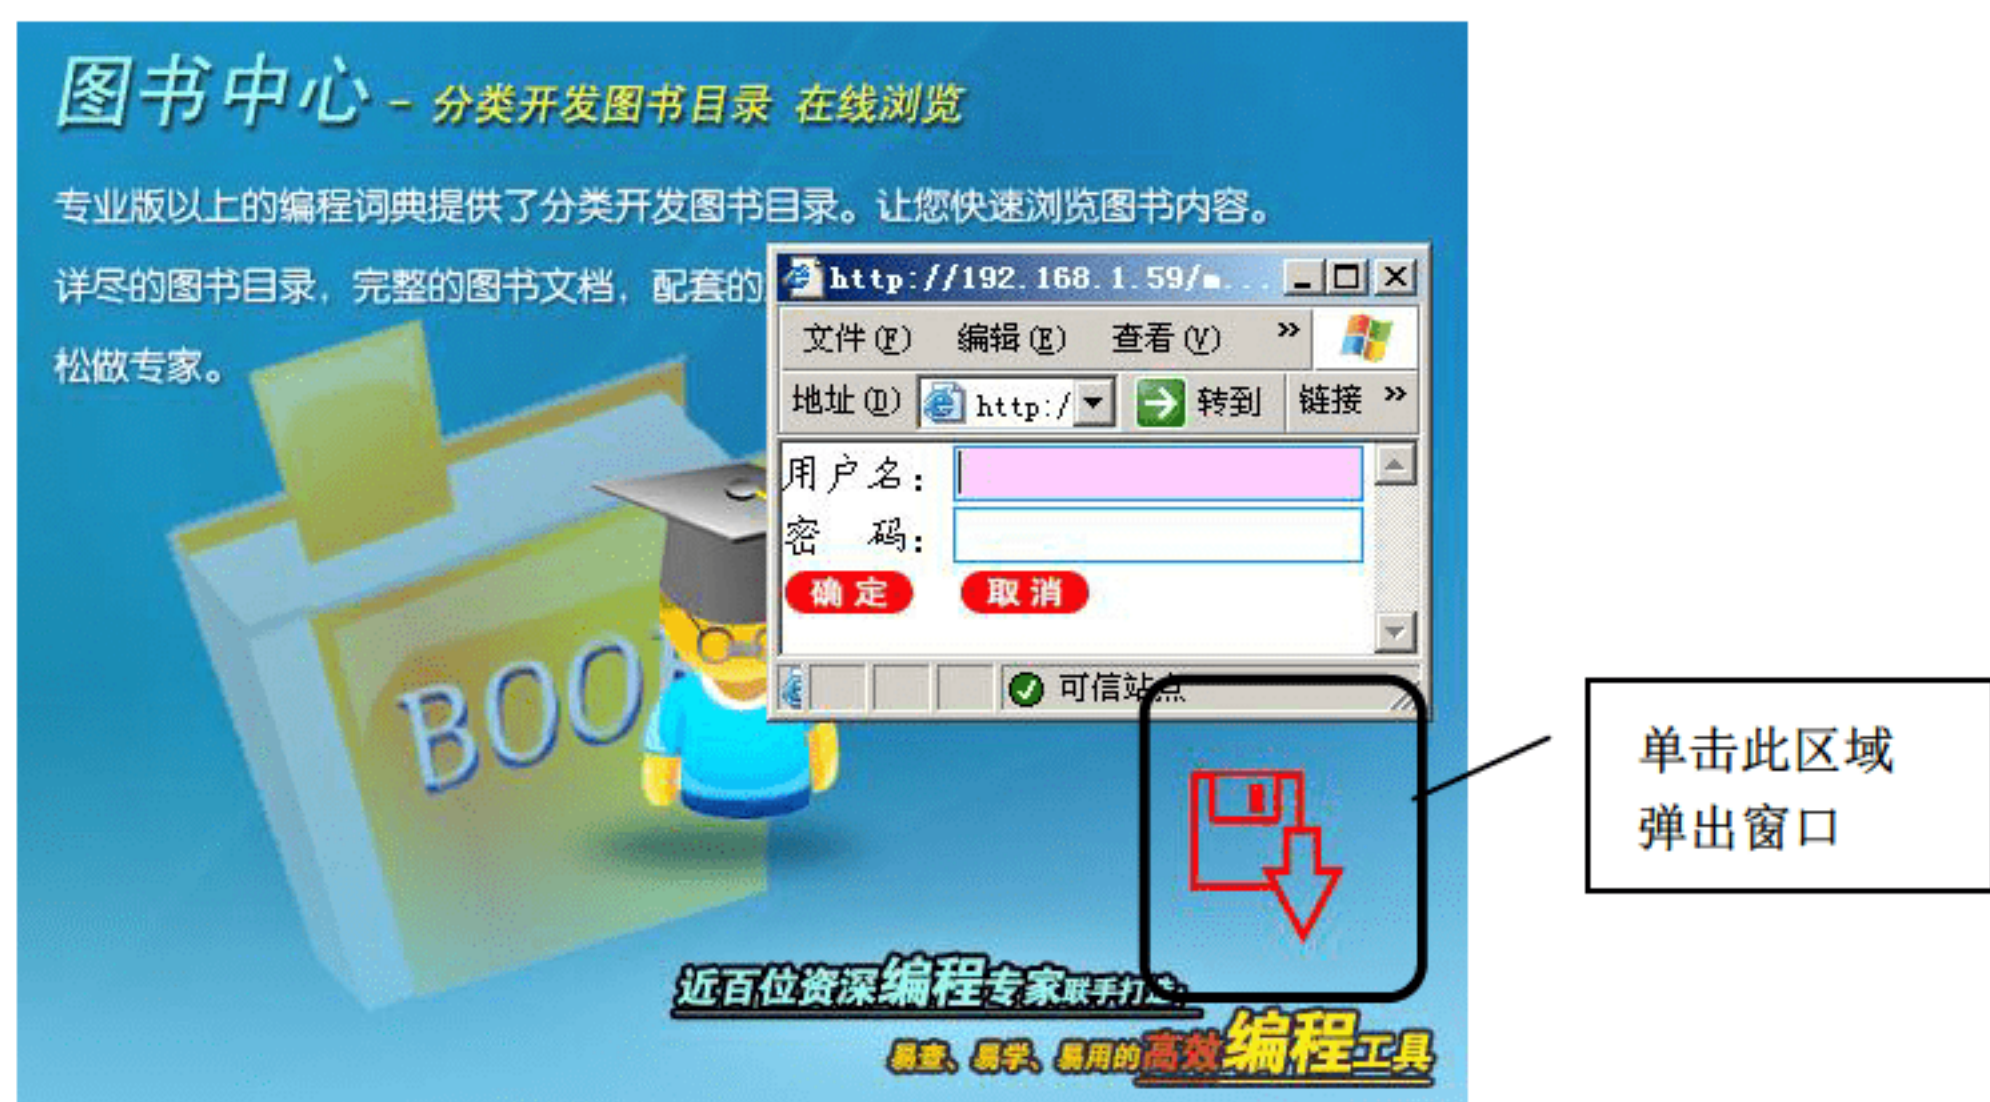 图书中心 - 分类开发图书目录 在线浏览
专业版以上的编程词典提供了分类开发图书目录。让您快速浏览图书内容。
详尽的图书目录，完整的图书文档，配套的
松做专家。
http://192.168.1.59/m...
文件(F) 编辑(E) 查看(V) »
地址(D) http:/ 转到 链接 »
用户名：
密 码：
确定 取消
可信站点
BOO
单击此区域
弹出窗口
近百位资深编程专家联手打造，
易查、易学、易用的高效编程工具